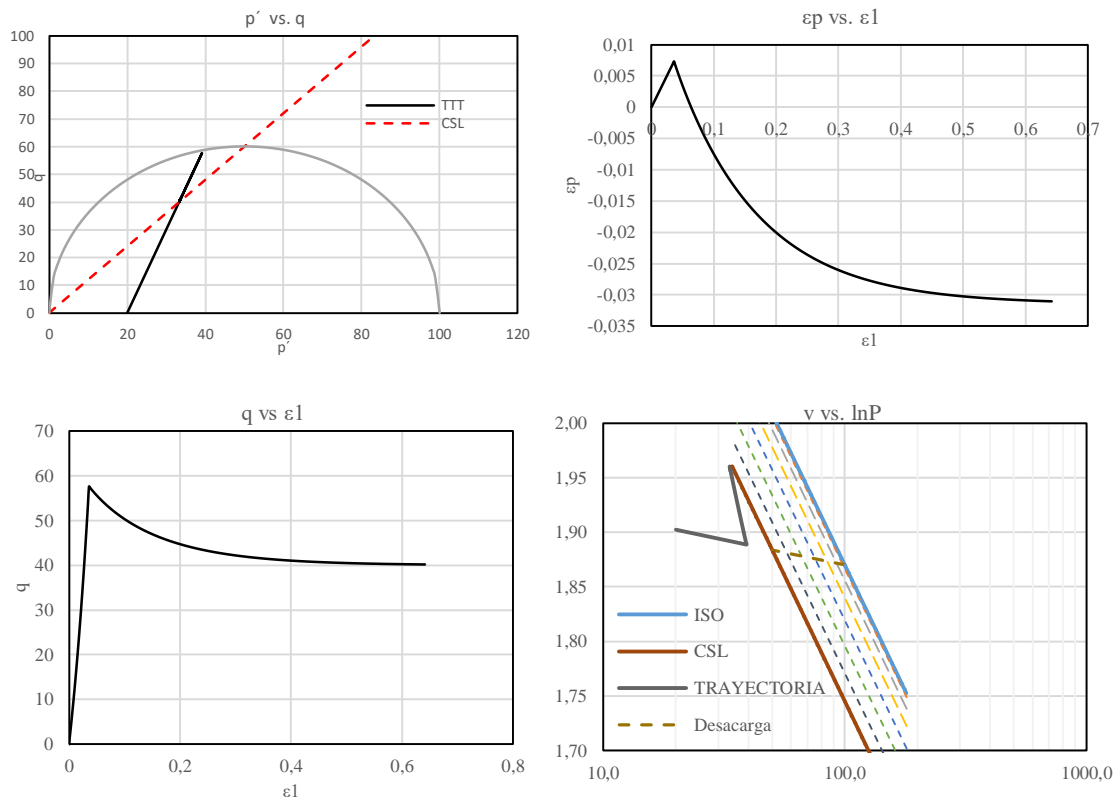 p´ vs. q
100
90
80
70
60
50
40
30
20
10
0
q
0 20 40 60 80 100 120
p´
TTT
CSL
εp vs. ε1
0,01
0,005
0
-0,005
-0,01
-0,015
-0,02
-0,025
-0,03
-0,035
εp
0 0,1 0,2 0,3 0,4 0,5 0,6 0,7
ε1
q vs ε1
70
60
50
40
30
20
10
0
q
0 0,2 0,4 0,6 0,8
ε1
v vs. lnP
2,00
1,95
1,90
1,85
1,80
1,75
1,70
10,0 100,0 1000,0
ISO
CSL
TRAYECTORIA
Desacarga